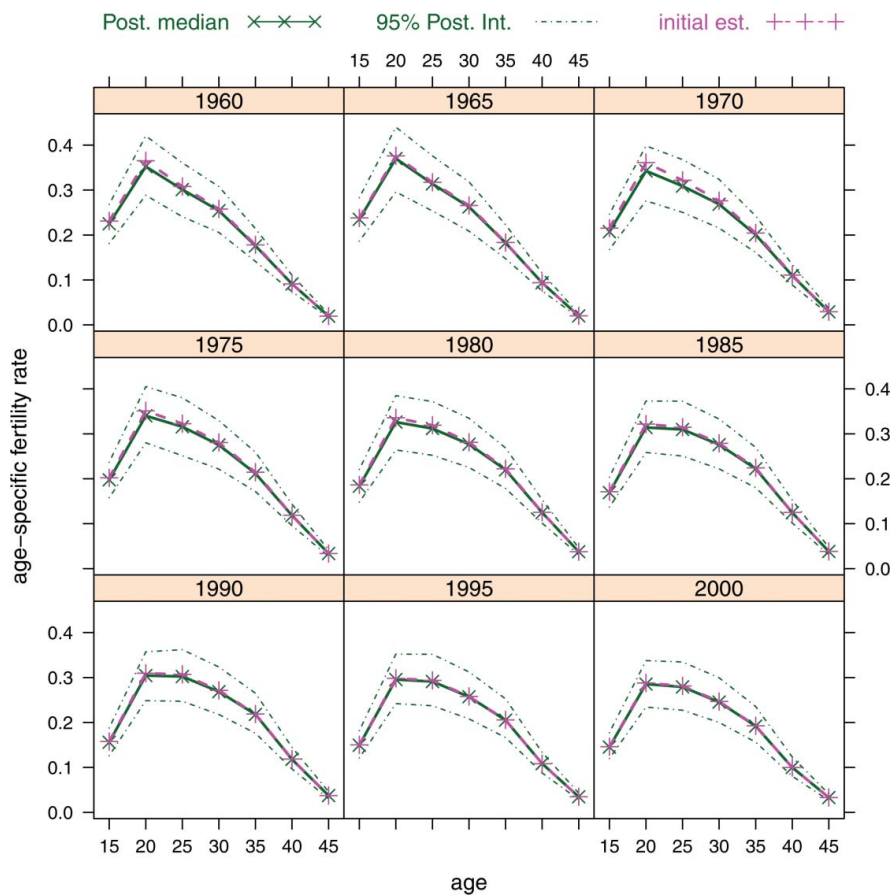 Post. median 95% Post. Int. initial est.
15 20 25 30 35 40 45
1960 1965 1970
0.4
0.3
0.2
0.1
0.0
1975 1980 1985
0.4
0.3
0.2
0.1
0.0
1990 1995 2000
0.4
0.3
0.2
0.1
0.0
15 20 25 30 35 40 45 15 20 25 30 35 40 45
age-specific fertility rate
age